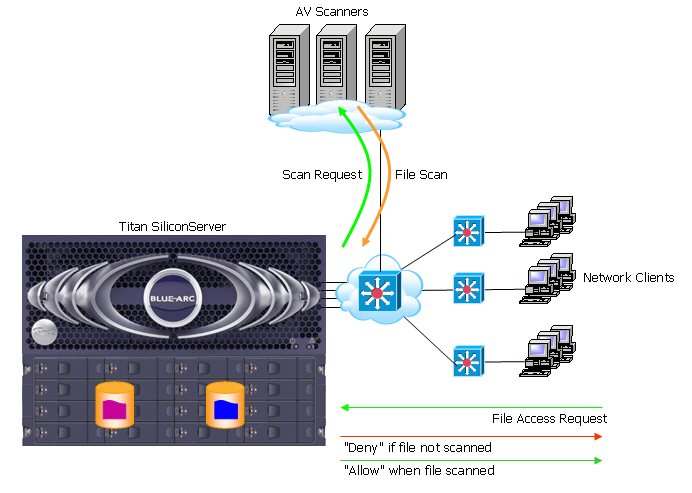 AV Scanners
Scan Request
File Scan
Titan SiliconServer
BLUE•ARC
Network Clients
File Access Request
"Deny" if file not scanned
"Allow" when file scanned